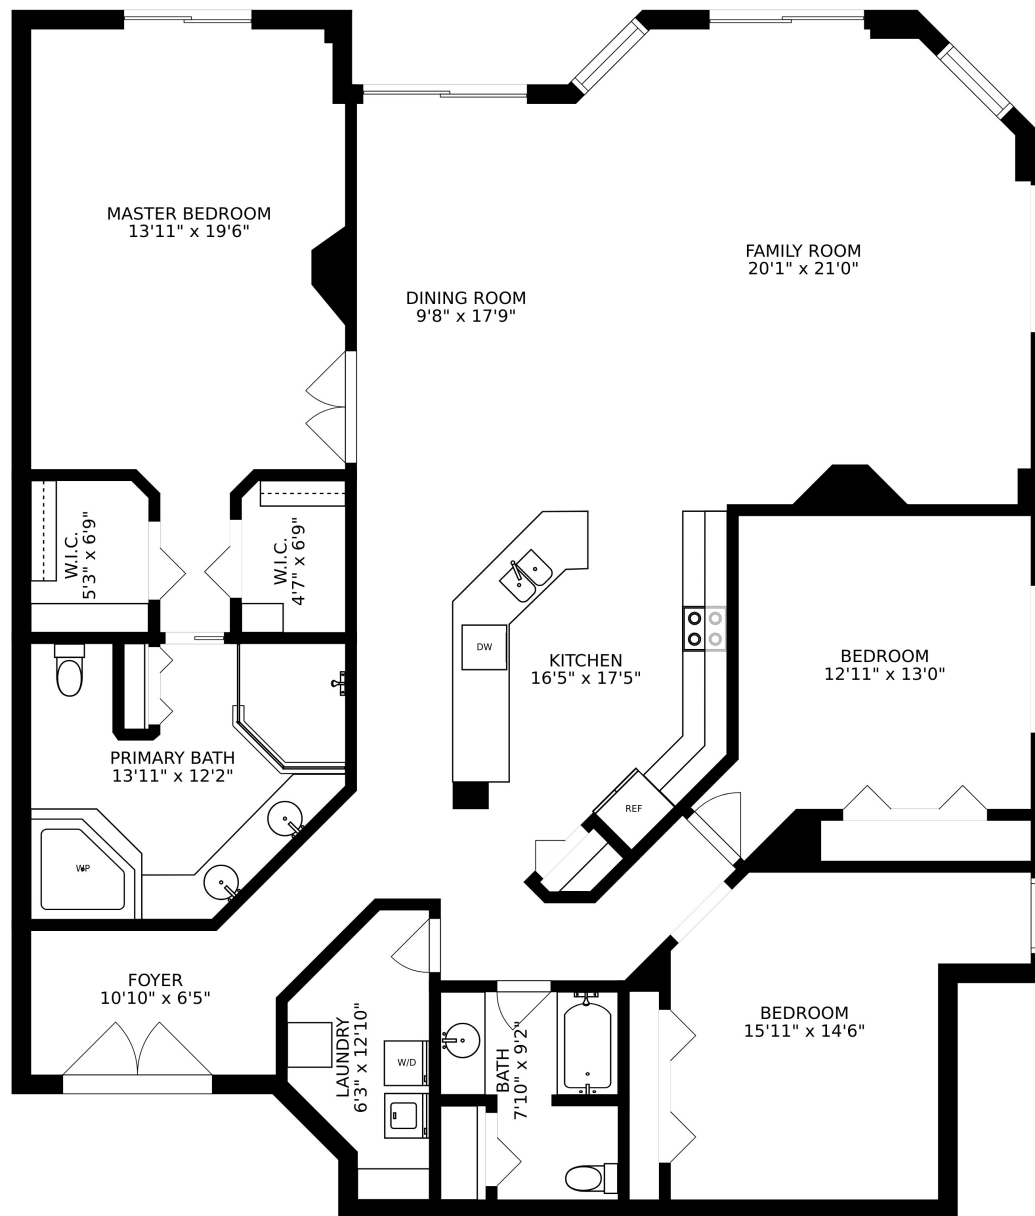 MASTER BEDROOM
13'11" x 19'6"
FAMILY ROOM
20'1" x 21'0"
DINING ROOM
9'8" x 17'9"
W.I.C.
5'3" x 6'9"
W.I.C.
4'7" x 6'9"
DW
KITCHEN
16'5" x 17'5"
BEDROOM
12'11" x 13'0"
PRIMARY BATH
13'11" x 12'2"
REF
WP
FOYER
10'10" x 6'5"
LAUNDRY
6'3" x 12'10"
W/D
BATH
7'10" x 9'2"
BEDROOM
15'11" x 14'6"